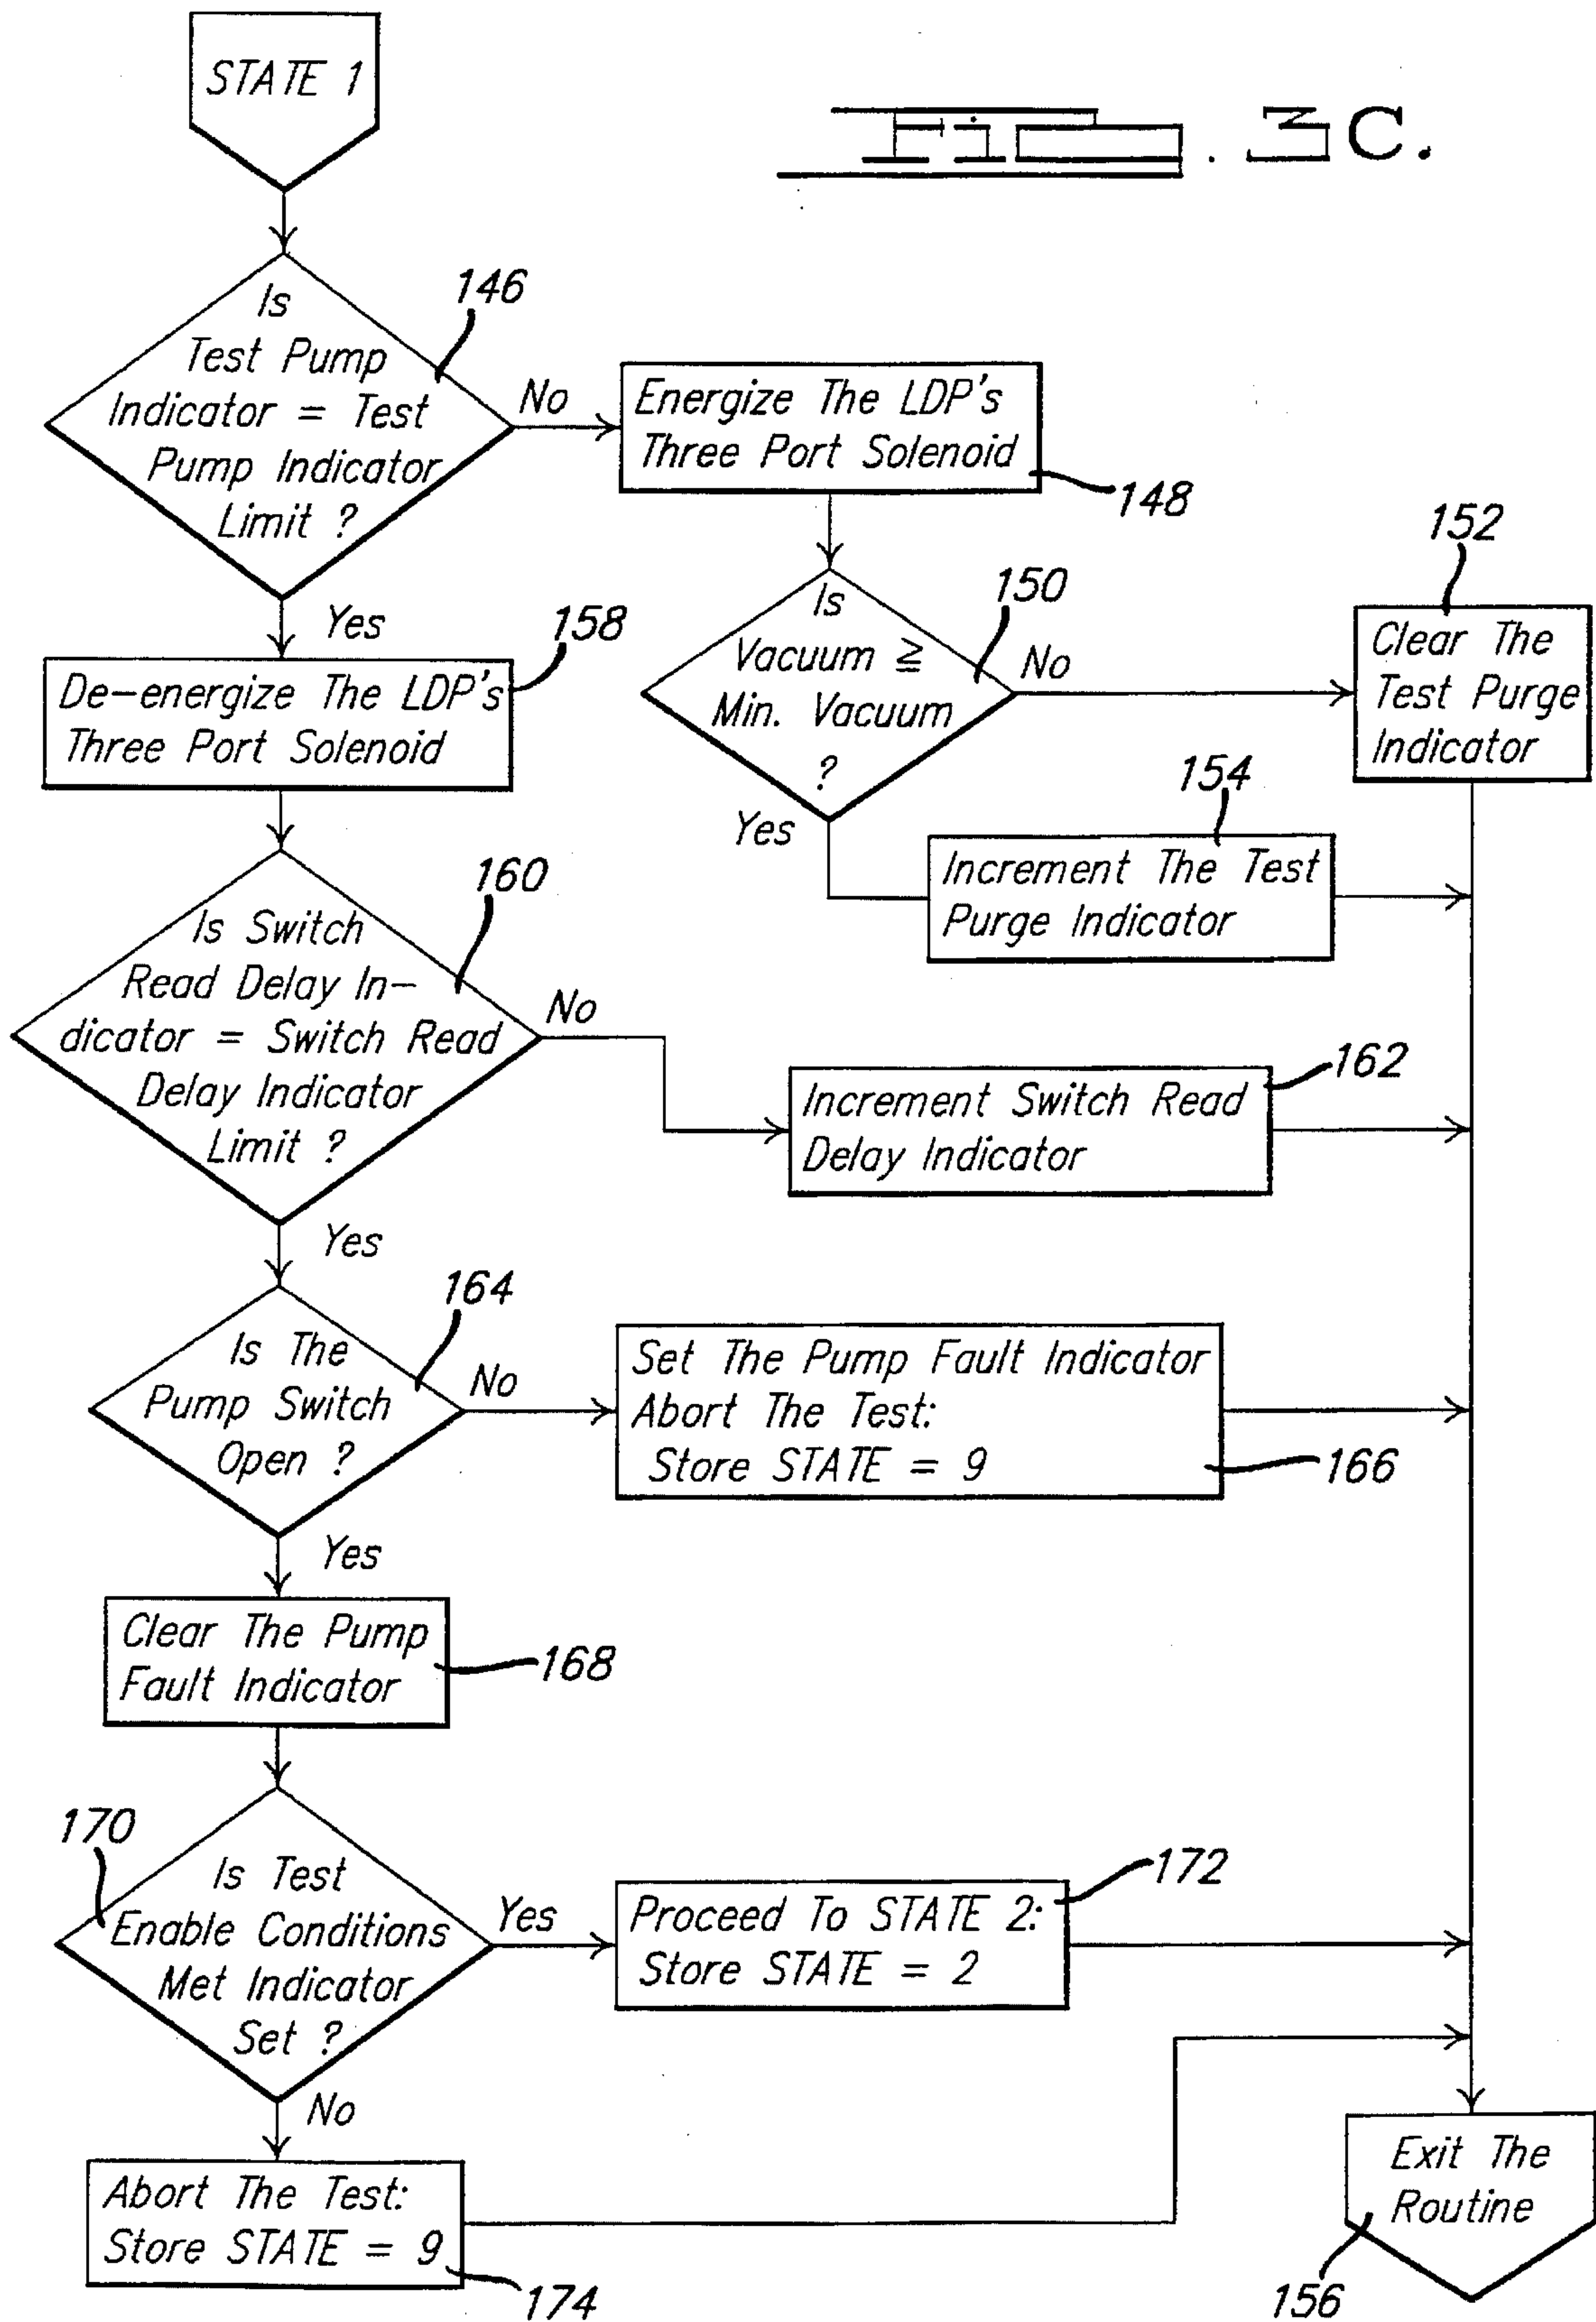 STATE 1
FIG. 3C.
Is
Test Pump
Indicator = Test
Pump Indicator
Limit ?
146
No
Energize The LDP's
Three Port Solenoid
148
Yes
Is
Vacuum ≧
Min. Vacuum
?
150
No
152
Clear The
Test Purge
Indicator
Yes
154
Increment The Test
Purge Indicator
158
De-energize The LDP's
Three Port Solenoid
160
Is Switch
Read Delay In-
dicator = Switch Read
Delay Indicator
Limit ?
No
162
Increment Switch Read
Delay Indicator
Yes
164
Is The
Pump Switch
Open ?
No
Set The Pump Fault Indicator
Abort The Test:
Store STATE = 9
166
Yes
Clear The Pump
Fault Indicator
168
170
Is Test
Enable Conditions
Met Indicator
Set ?
Yes
172
Proceed To STATE 2:
Store STATE = 2
No
Abort The Test:
Store STATE = 9
174
Exit The
Routine
156